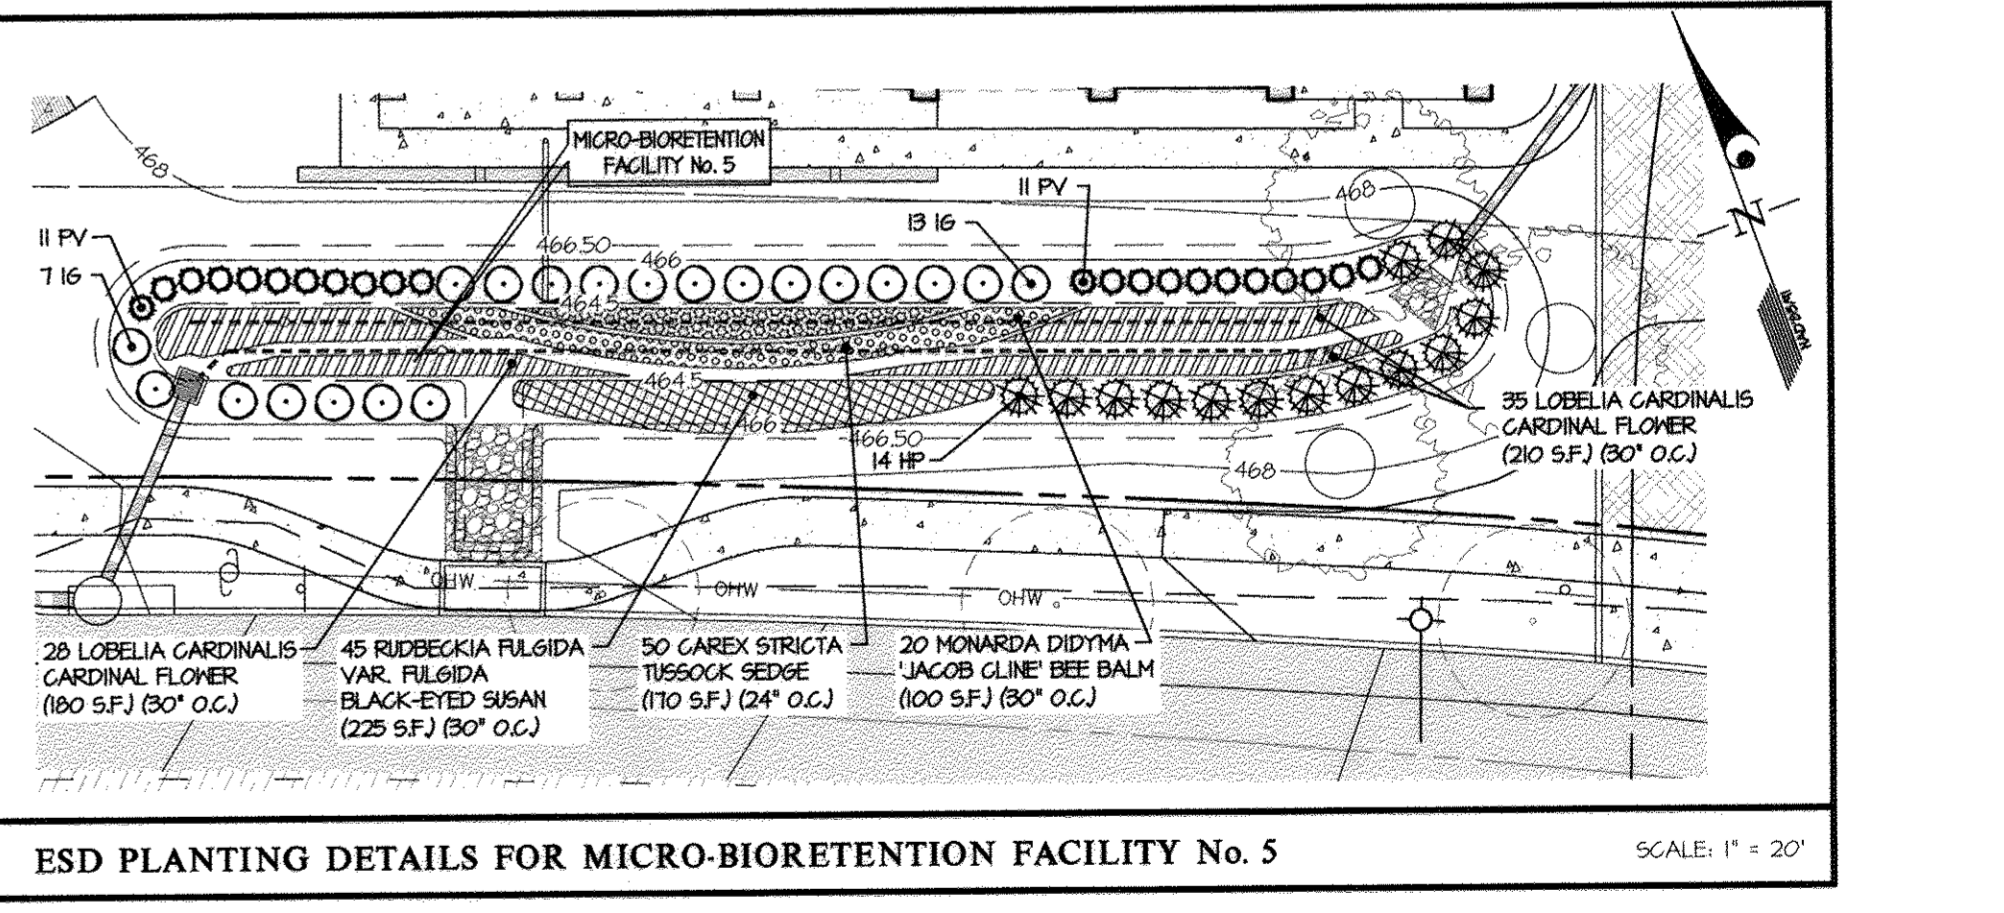 MICRO-BIORETENTION
FACILITY No. 5
468
11 PV
468
13 IG
11 PV
466.50
466
7 IG
464.5
N
464.5
466
466.50
14 HP
468
35 LOBELIA CARDINALIS
CARDINAL FLOWER
(210 S.F.) (30" O.C.)
OHW
OHW
OHW
28 LOBELIA CARDINALIS
CARDINAL FLOWER
(180 S.F.) (30" O.C.)
45 RUDBECKIA FULGIDA
VAR. FULGIDA
BLACK-EYED SUSAN
(225 S.F.) (30" O.C.)
50 CAREX STRICTA
TUSSOCK SEDGE
(170 S.F.) (24" O.C.)
20 MONARDA DIDYMA
'JACOB CLINE' BEE BALM
(100 S.F.) (30" O.C.)
ESD PLANTING DETAILS FOR MICRO-BIORETENTION FACILITY No. 5
SCALE: 1" = 20'